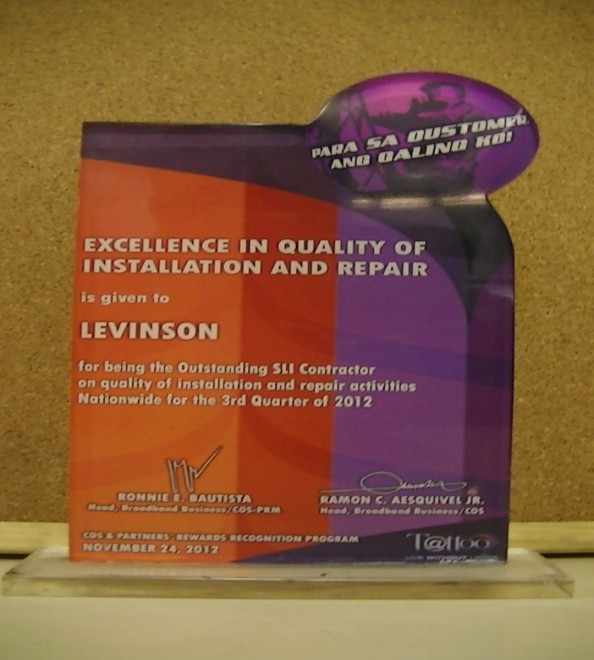 PARA SA CUSTOMER,
ANG GALING KO!
EXCELLENCE IN QUALITY OF
INSTALLATION AND REPAIR
is given to
LEVINSON
for being the Outstanding SLI Contractor
on quality of installation and repair activities
Nationwide for the 3rd Quarter of 2012
RONNIE E. BAUTISTA
Head, Broadband Business/COS-PRM
RAMON C. AESQUIVEL JR.
Head, Broadband Business/COS
COS & PARTNERS REWARDS RECOGNITION PROGRAM
NOVEMBER 24, 2012
T@ttoo